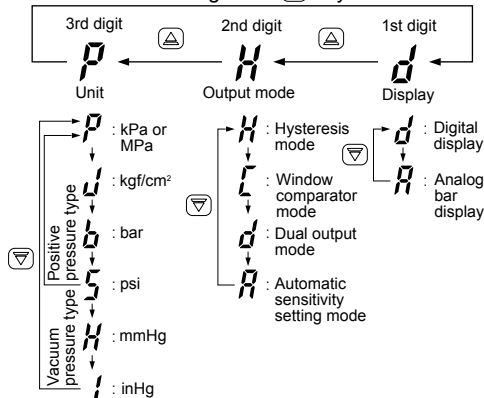 3rd digit 2nd digit 1st digit
P H d
Unit Output mode Display
P : kPa or MPa
J : kgf/cm²
b : bar
5 : psi
H : mmHg
I : inHg
Positive pressure type
Vacuum pressure type
H : Hysteresis mode
C : Window comparator mode
d : Dual output mode
A : Automatic sensitivity setting mode
d : Digital display
A : Analog bar display